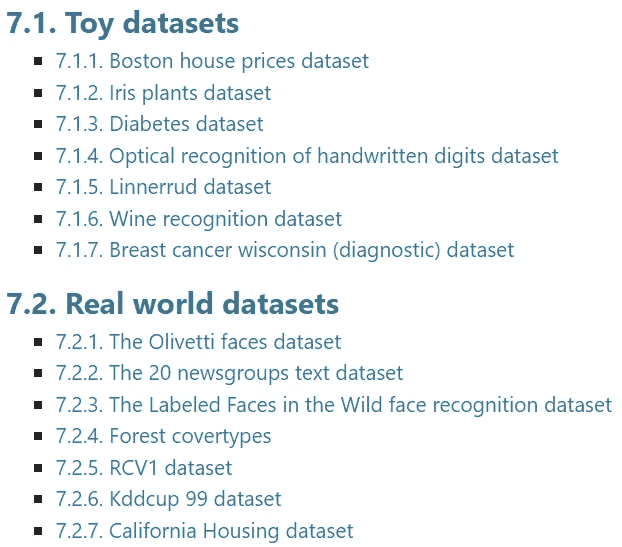 7.1. Toy datasets
7.1.1. Boston house prices dataset
7.1.2. Iris plants dataset
7.1.3. Diabetes dataset
7.1.4. Optical recognition of handwritten digits dataset
7.1.5. Linnerrud dataset
7.1.6. Wine recognition dataset
7.1.7. Breast cancer wisconsin (diagnostic) dataset
7.2. Real world datasets
7.2.1. The Olivetti faces dataset
7.2.2. The 20 newsgroups text dataset
7.2.3. The Labeled Faces in the Wild face recognition dataset
7.2.4. Forest covertypes
7.2.5. RCV1 dataset
7.2.6. Kddcup 99 dataset
7.2.7. California Housing dataset